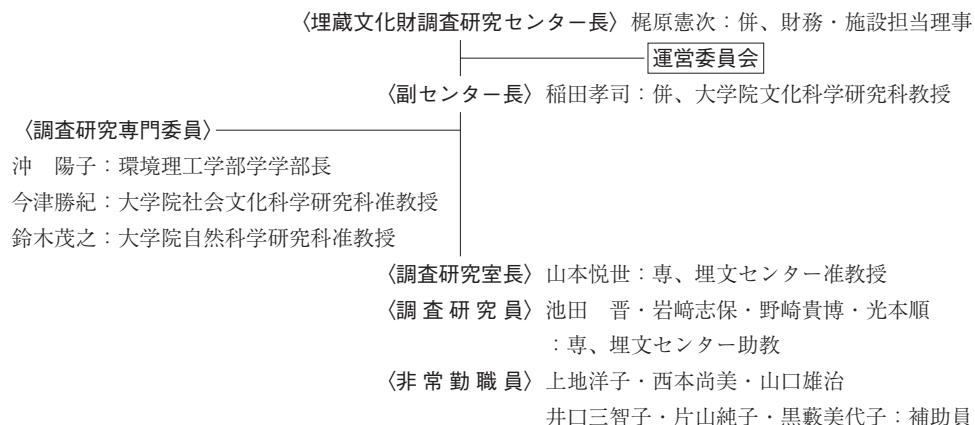 〈埋蔵文化財調査研究センター長〉梶原憲次：併、財務・施設担当理事
運営委員会
〈副センター長〉稲田孝司：併、大学院文化科学研究科教授
〈調査研究専門委員〉
沖　陽子：環境理工学部学学部長
今津勝紀：大学院社会文化科学研究科准教授
鈴木茂之：大学院自然科学研究科准教授
〈調査研究室長〉山本悦世：専、埋文センター准教授
〈調査研究員〉池田　晋・岩﨑志保・野崎貴博・光本順
：専、埋文センター助教
〈非常勤職員〉上地洋子・西本尚美・山口雄治
井口三智子・片山純子・黒藪美代子：補助員